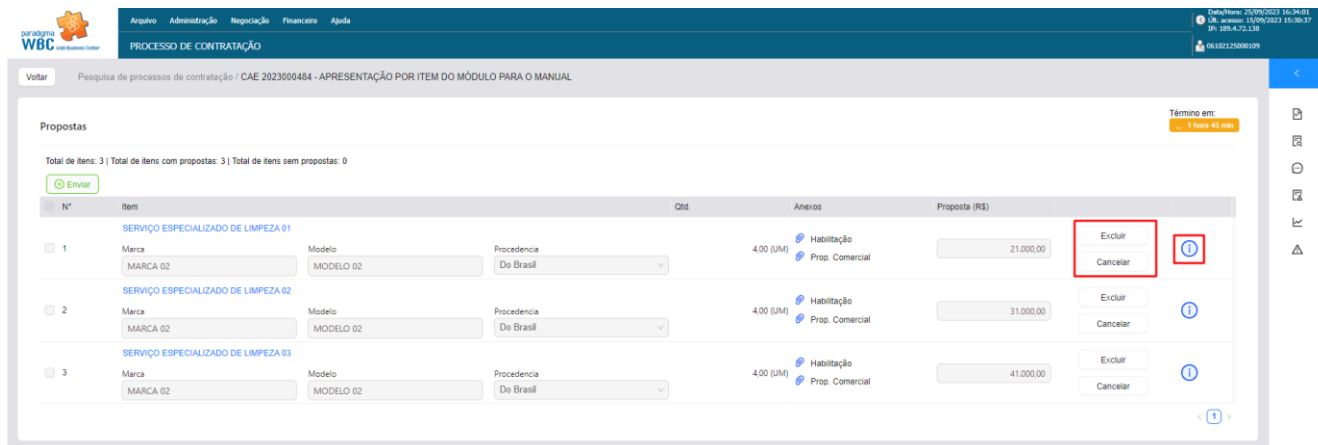 paradigma
WBC Web Business Center
Arquivo Administração Negociação Financeiro Ajuda
Data/Hora: 25/09/2023 16:34:01
Últ. acesso: 15/09/2023 15:30:37
IP: 189.4.72.138
PROCESSO DE CONTRATAÇÃO
06102125000109
Voltar
Pesquisa de processos de contratação / CAE 2023000484 - APRESENTAÇÃO POR ITEM DO MÓDULO PARA O MANUAL
Propostas
Término em:
1 hora 45 min
Total de itens: 3 | Total de itens com propostas: 3 | Total de itens sem propostas: 0
Enviar
N° Item Qtd. Anexos Proposta (R$)
SERVIÇO ESPECIALIZADO DE LIMPEZA 01
1 Marca Modelo Procedencia 4,00 (UM) Habilitação 21.000,00 Excluir
MARCA 02 MODELO 02 Do Brasil Prop. Comercial Cancelar
SERVIÇO ESPECIALIZADO DE LIMPEZA 02
2 Marca Modelo Procedencia 4,00 (UM) Habilitação 31.000,00 Excluir
MARCA 02 MODELO 02 Do Brasil Prop. Comercial Cancelar
SERVIÇO ESPECIALIZADO DE LIMPEZA 03
3 Marca Modelo Procedencia 4,00 (UM) Habilitação 41.000,00 Excluir
MARCA 02 MODELO 02 Do Brasil Prop. Comercial Cancelar
< 1 >